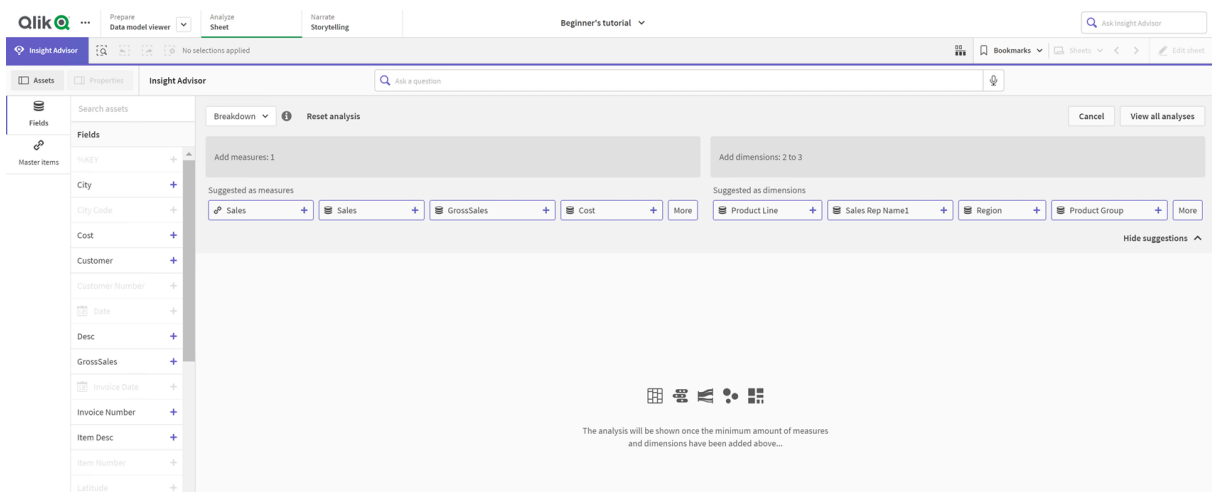 Qlik
Prepare
Data model viewer
Analyze
Sheet
Narrate
Storytelling
Beginner's tutorial
Ask Insight Advisor
Insight Advisor
No selections applied
Bookmarks
Sheets
Edit sheet
Assets
Properties
Insight Advisor
Ask a question
Fields
Master items
Search assets
Fields
%KEY
City
City Code
Cost
Customer
Customer Number
Date
Desc
GrossSales
Invoice Date
Invoice Number
Item Desc
Item Number
Latitude
Breakdown
Reset analysis
Cancel
View all analyses
Add measures: 1
Add dimensions: 2 to 3
Suggested as measures
Sales
Sales
GrossSales
Cost
More
Suggested as dimensions
Product Line
Sales Rep Name1
Region
Product Group
More
Hide suggestions
The analysis will be shown once the minimum amount of measures
and dimensions have been added above...